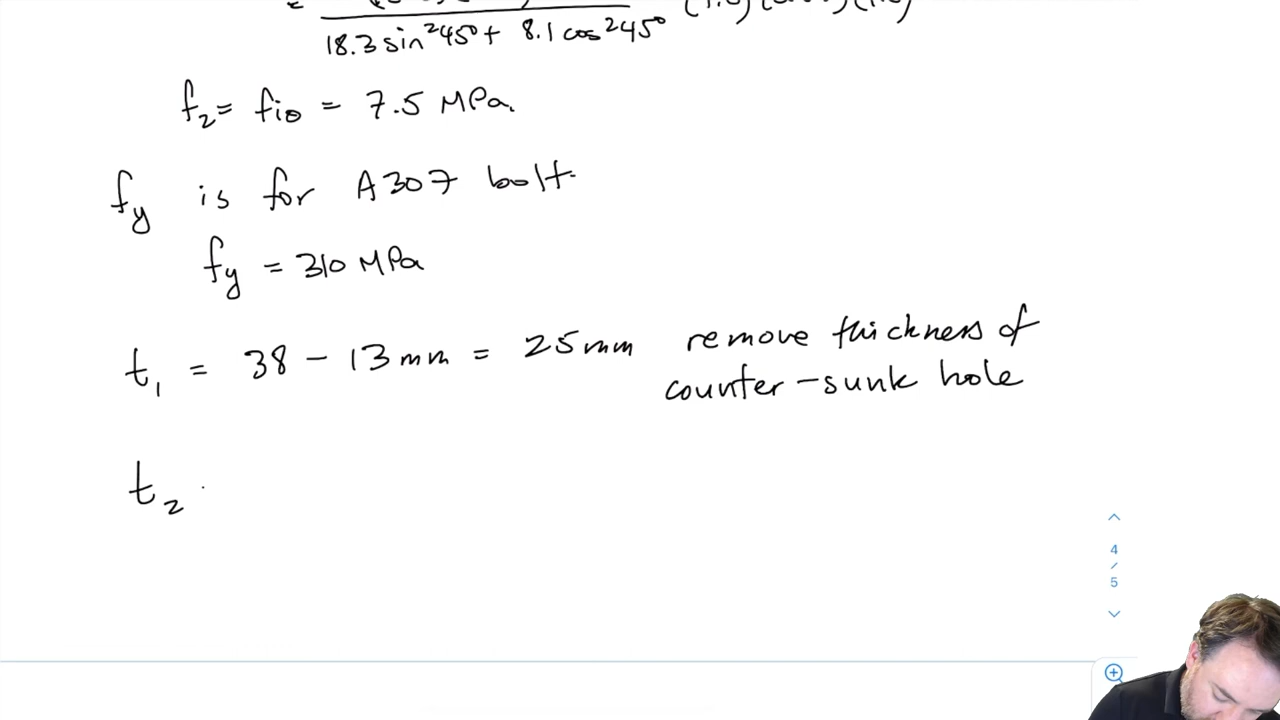 =
18.3 sin²45° + 8.1 cos²45°
f₂ = fiθ = 7.5 MPa.
fy is for A307 bolt.
fy = 310 MPa
t₁ = 38 - 13 mm = 25 mm remove thickness of
counter-sunk hole
t₂
4
/
5